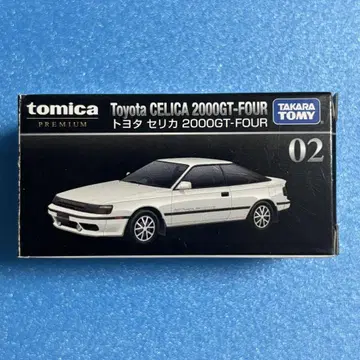 tomica
PREMIUM
Toyota CELICA 2000GT-FOUR
トヨタ セリカ 2000GT-FOUR
TAKARA
TOMY
02